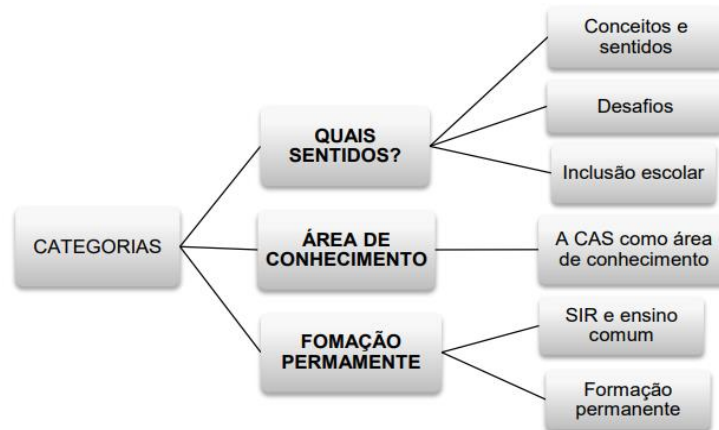 CATEGORIAS
QUAIS
SENTIDOS?
Conceitos e
sentidos
Desafios
Inclusão escolar
ÁREA DE
CONHECIMENTO
A CAS como área
de conhecimento
FOMAÇÃO
PERMAMENTE
SIR e ensino
comum
Formação
permanente